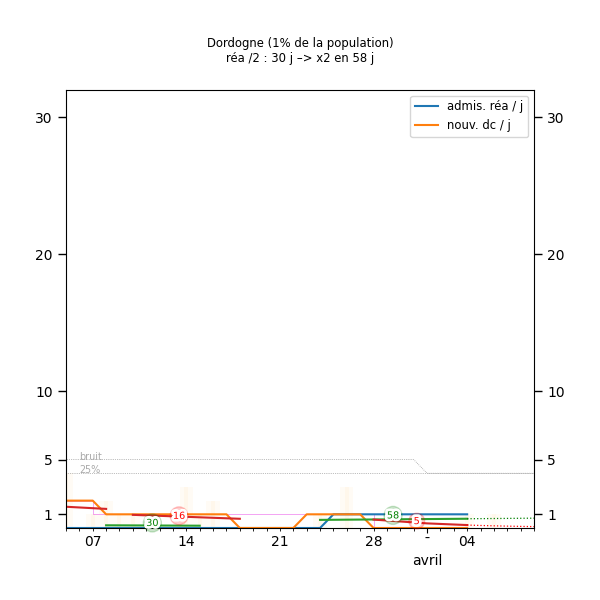 Dordogne (1% de la population)
réa /2 : 30 j –> x2 en 58 j
admis. réa / j
nouv. dc / j
30 30
20 20
10 10
5 5
1 1
bruit
25%
30 -16 58 -5
07 14 21 28 - 04
avril